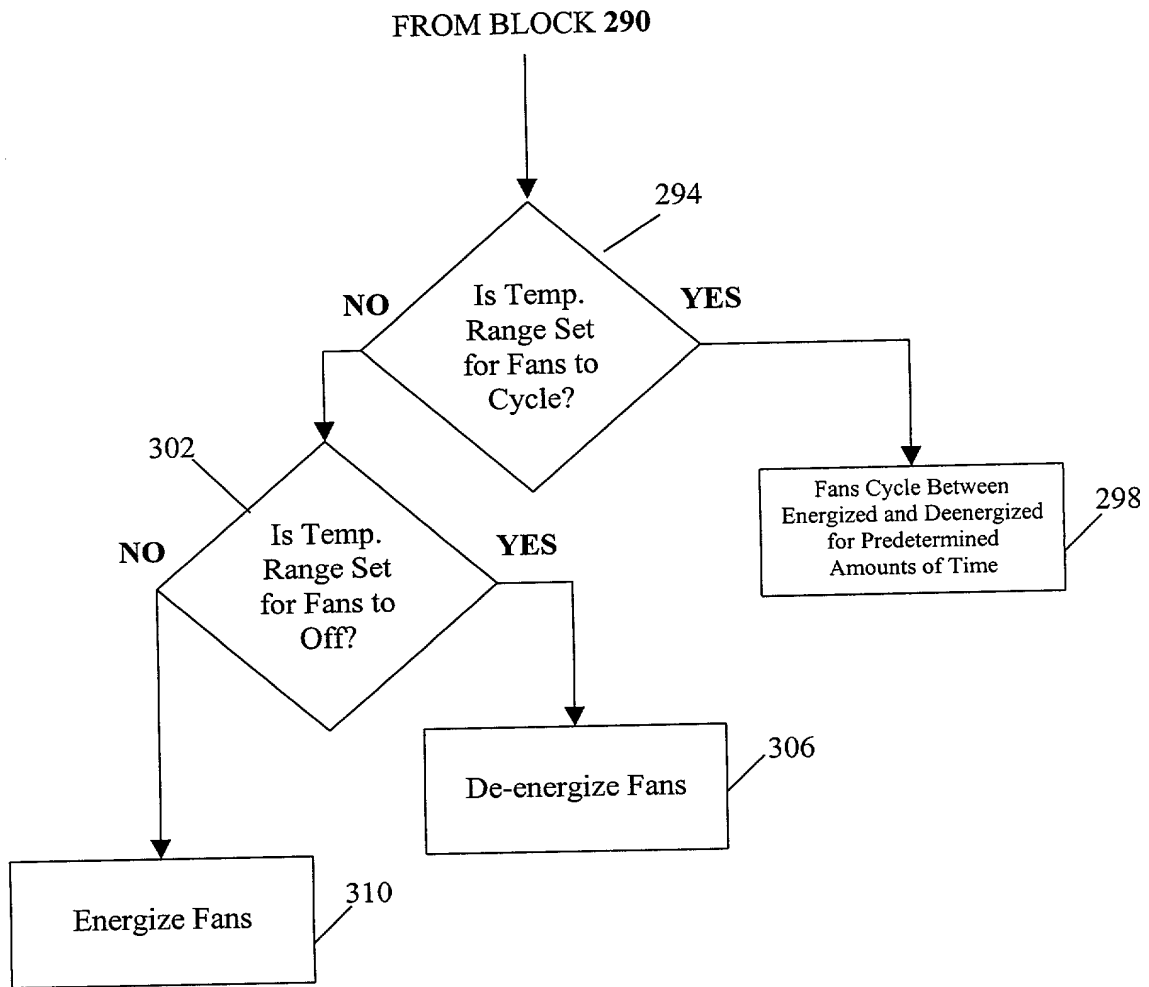 FROM BLOCK 290
294
NO
YES
Is Temp.
Range Set
for Fans to
Cycle?
302
NO
YES
Is Temp.
Range Set
for Fans to
Off?
Fans Cycle Between
Energized and Deenergized
for Predetermined
Amounts of Time
298
De-energize Fans
306
Energize Fans
310